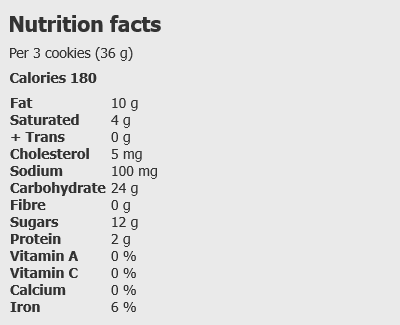 Nutrition facts
Per 3 cookies (36 g)
Calories 180
Fat 10 g
Saturated 4 g
+ Trans 0 g
Cholesterol 5 mg
Sodium 100 mg
Carbohydrate 24 g
Fibre 0 g
Sugars 12 g
Protein 2 g
Vitamin A 0 %
Vitamin C 0 %
Calcium 0 %
Iron 6 %